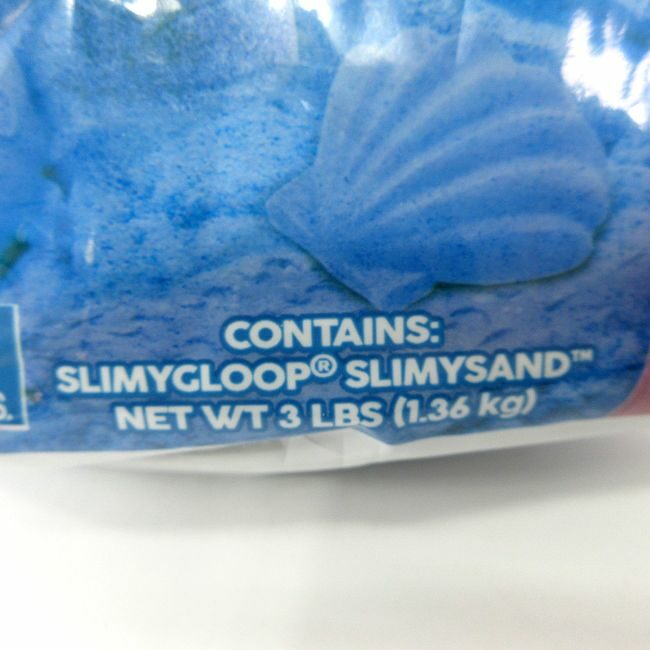 CONTAINS:
SLIMYGLOOP® SLIMYSAND™
NET WT 3 LBS (1.36 kg)